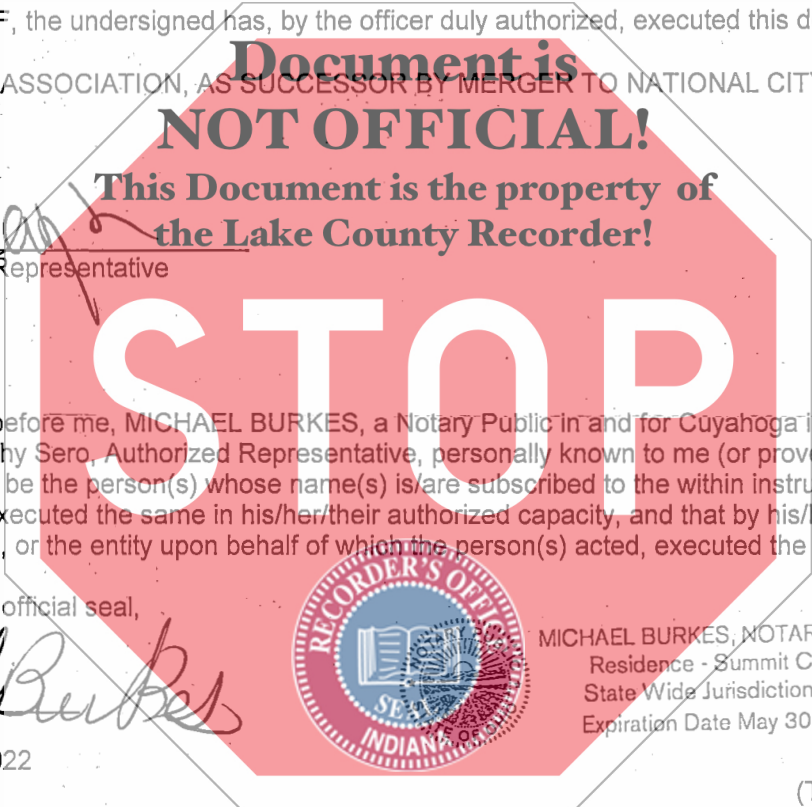 , the undersigned has, by the officer duly authorized, executed this d
Document is
ASSOCIATION, AS SUCCESSOR BY MERGER TO NATIONAL CIT
NOT OFFICIAL!
This Document is the property of
the Lake County Recorder!
Representative
STOP
efore me, MICHAEL BURKES, a Notary Public in and for Cuyahoga i
hy Sero, Authorized Representative, personally known to me (or prov
be the person(s) whose name(s) is/are subscribed to the within instru
xecuted the same in his/her/their authorized capacity, and that by his/
, or the entity upon behalf of which the person(s) acted, executed the
official seal,
RECORDER'S OFFICE
SEAL
INDIANA
MICHAEL BURKES, NOTAR
Residence - Summit C
State Wide Jurisdiction
Expiration Date May 30
Burkes
22
(T